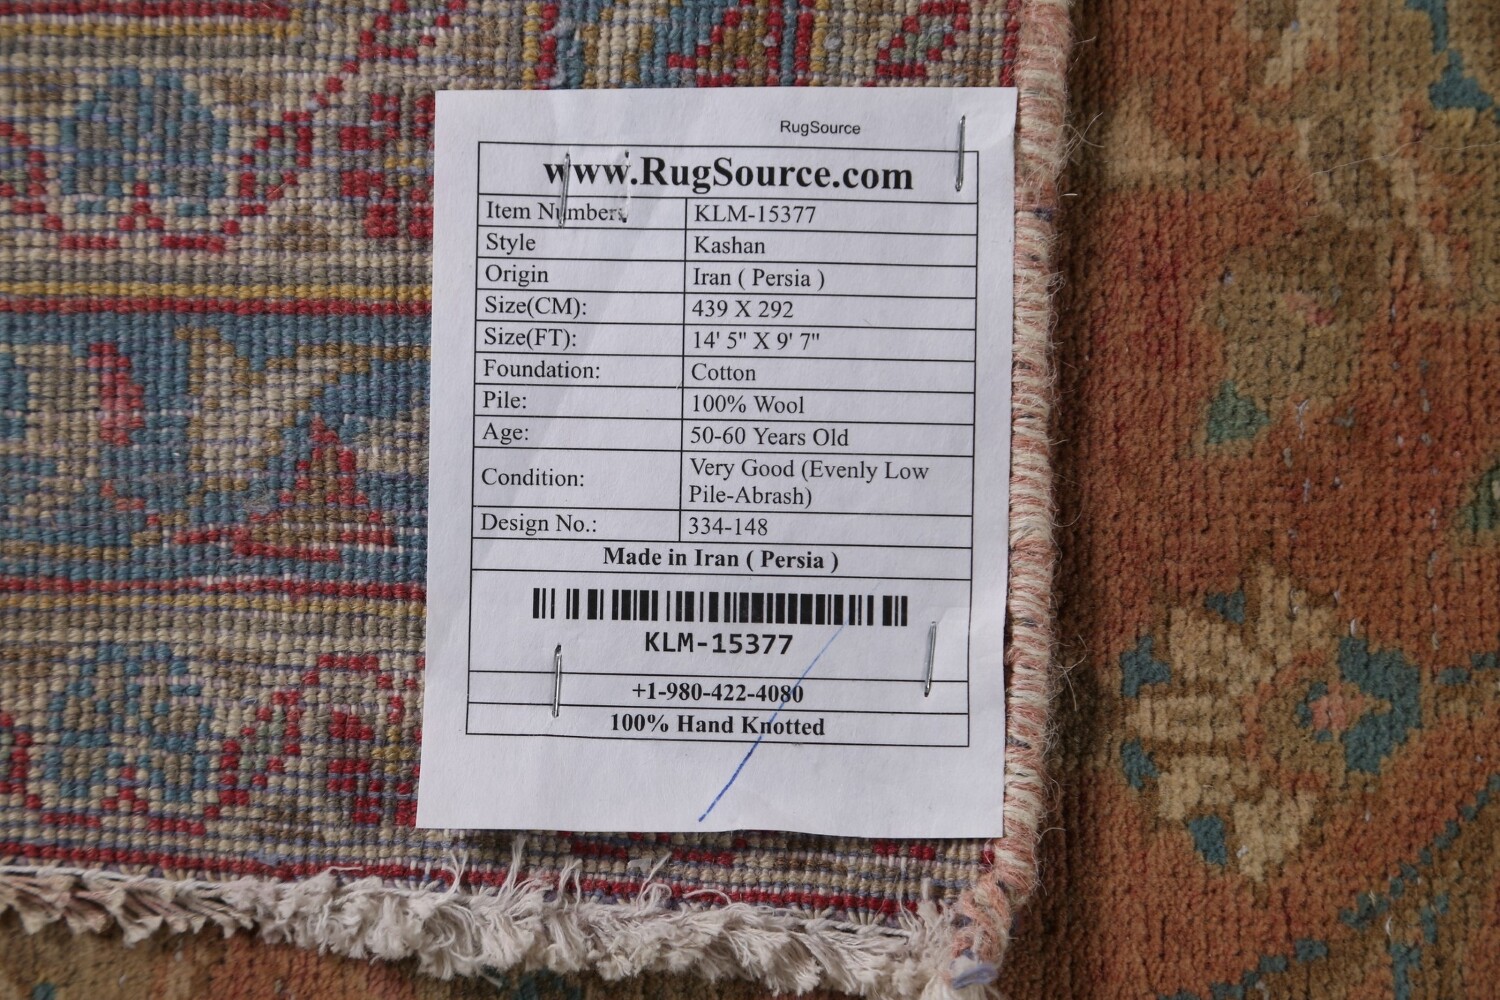 RugSource
www.RugSource.com
Item Number: KLM-15377
Style Kashan
Origin Iran ( Persia )
Size(CM): 439 X 292
Size(FT): 14' 5" X 9' 7"
Foundation: Cotton
Pile: 100% Wool
Age: 50-60 Years Old
Condition: Very Good (Evenly Low
Pile-Abrash)
Design No.: 334-148
Made in Iran ( Persia )
KLM-15377
+1-980-422-4080
100% Hand Knotted